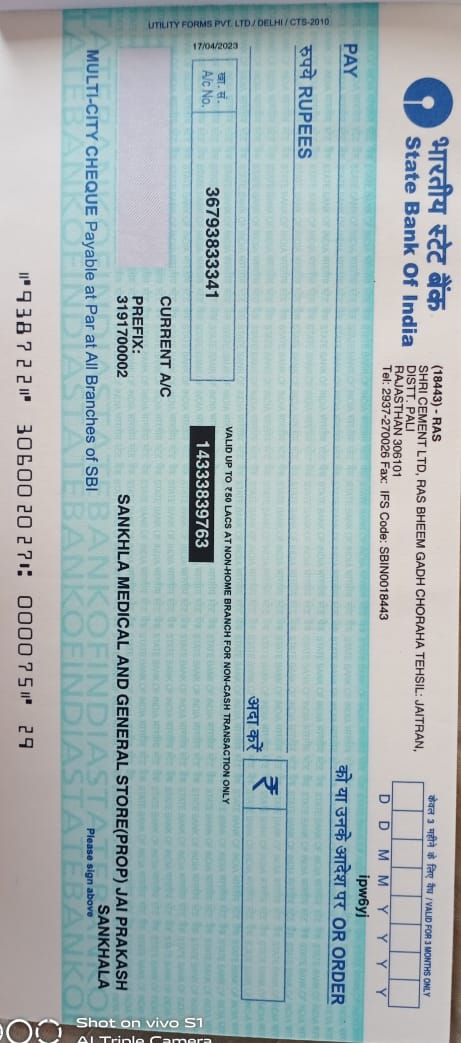 भारतीय स्टेट बैंक
State Bank Of India
(18443) - RAS
SHRI CEMENT LTD, RAS BHEEM GADH CHORAHA TEHSIL: JAITRAN,
DISTT. PALI
RAJASTHAN 306101
Tel: 2937-270026 Fax: IFS Code: SBIN0018443
केवल 3 महीने के लिए वैध / VALID FOR 3 MONTHS ONLY
D D M M Y Y Y Y
ipw6yj
PAY
को या उनके आदेश पर OR ORDER
रुपये RUPEES
अदा करें ₹
VALID UP TO ₹50 LACS AT NON-HOME BRANCH FOR NON-CASH TRANSACTION ONLY
17/04/2023
खा. सं.
A/c No.
36793833341
14333839763
CURRENT A/C
PREFIX:
3191700002
SANKHLA MEDICAL AND GENERAL STORE(PROP) JAI PRAKASH
SANKHALA
Please sign above
MULTI-CITY CHEQUE Payable at Par at All Branches of SBI
UTILITY FORMS PVT. LTD / DELHI / CTS-2010
⑈938722⑈ 306002027⑆ 000075⑈ 29
Shot on vivo S1
AI Triple Camera